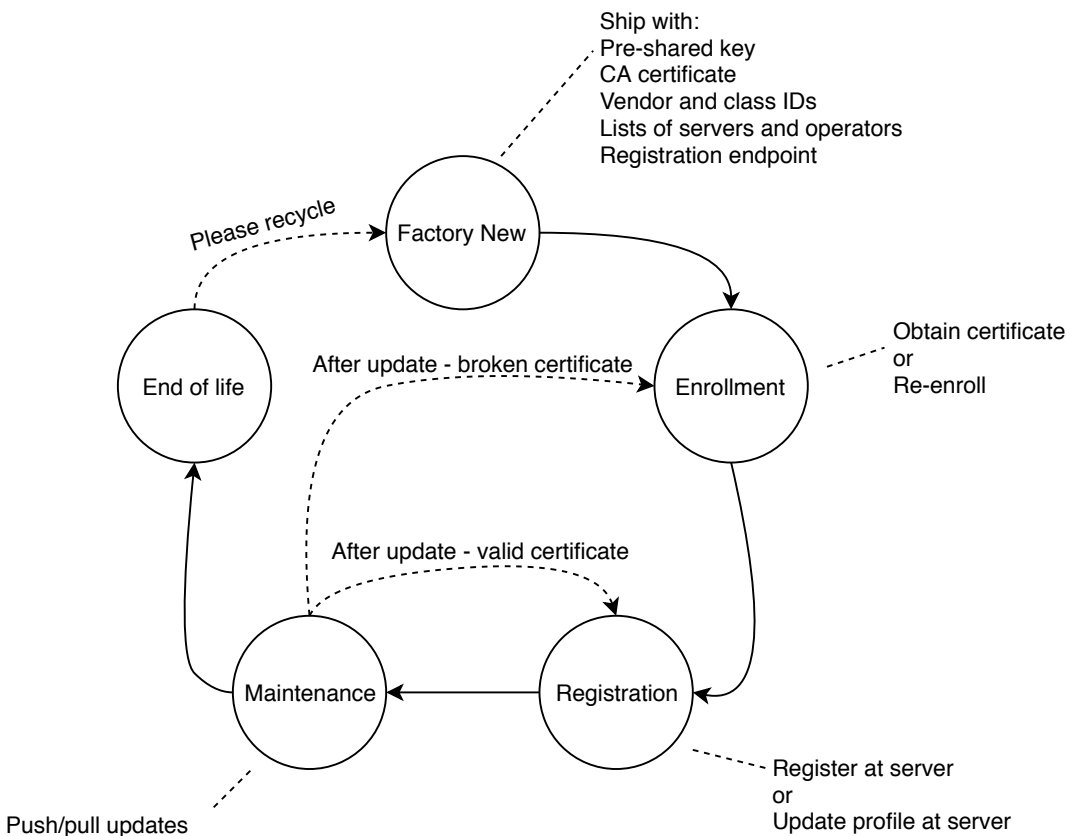 Ship with:
Pre-shared key
CA certificate
Vendor and class IDs
Lists of servers and operators
Registration endpoint
Please recycle
Factory New
Obtain certificate
or
Re-enroll
After update - broken certificate
End of life
Enrollment
After update - valid certificate
Maintenance
Registration
Register at server
or
Update profile at server
Push/pull updates